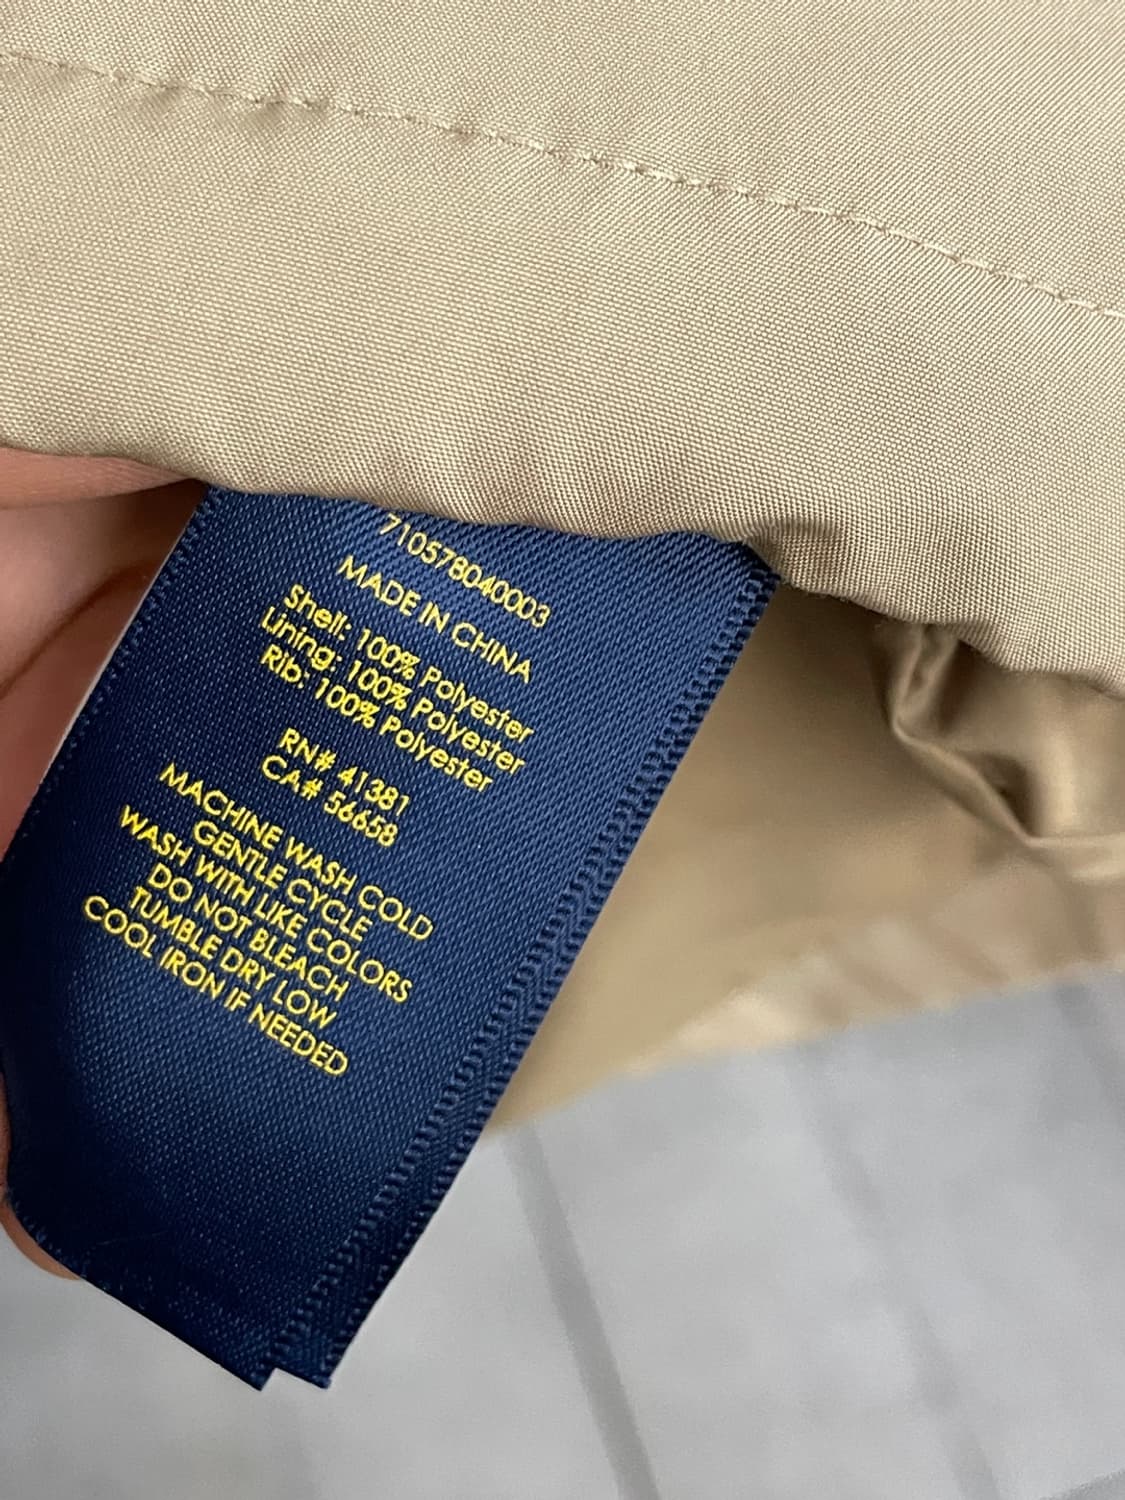 710578040003
MADE IN CHINA
Shell: 100% Polyester
Lining: 100% Polyester
Rib: 100% Polyester
RN# 41381
CA# 56658
MACHINE WASH COLD
GENTLE CYCLE
WASH WITH LIKE COLORS
DO NOT BLEACH
TUMBLE DRY LOW
COOL IRON IF NEEDED